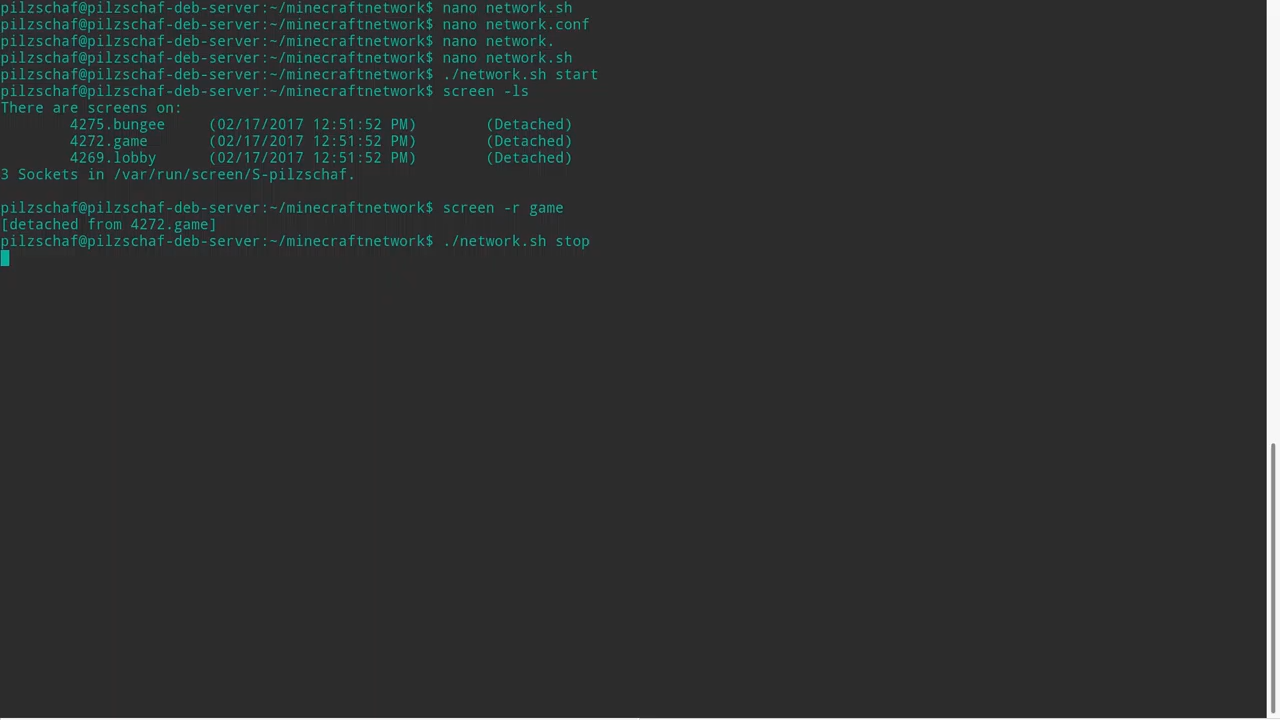 pilzschaf@pilzschaf-deb-server:~/minecraftnetwork$ nano network.sh
pilzschaf@pilzschaf-deb-server:~/minecraftnetwork$ nano network.conf
pilzschaf@pilzschaf-deb-server:~/minecraftnetwork$ nano network.
pilzschaf@pilzschaf-deb-server:~/minecraftnetwork$ nano network.sh
pilzschaf@pilzschaf-deb-server:~/minecraftnetwork$ ./network.sh start
pilzschaf@pilzschaf-deb-server:~/minecraftnetwork$ screen -ls
There are screens on:
        4275.bungee     (02/17/2017 12:51:52 PM)        (Detached)
        4272.game       (02/17/2017 12:51:52 PM)        (Detached)
        4269.lobby      (02/17/2017 12:51:52 PM)        (Detached)
3 Sockets in /var/run/screen/S-pilzschaf.
pilzschaf@pilzschaf-deb-server:~/minecraftnetwork$ screen -r game
[detached from 4272.game]
pilzschaf@pilzschaf-deb-server:~/minecraftnetwork$ ./network.sh stop